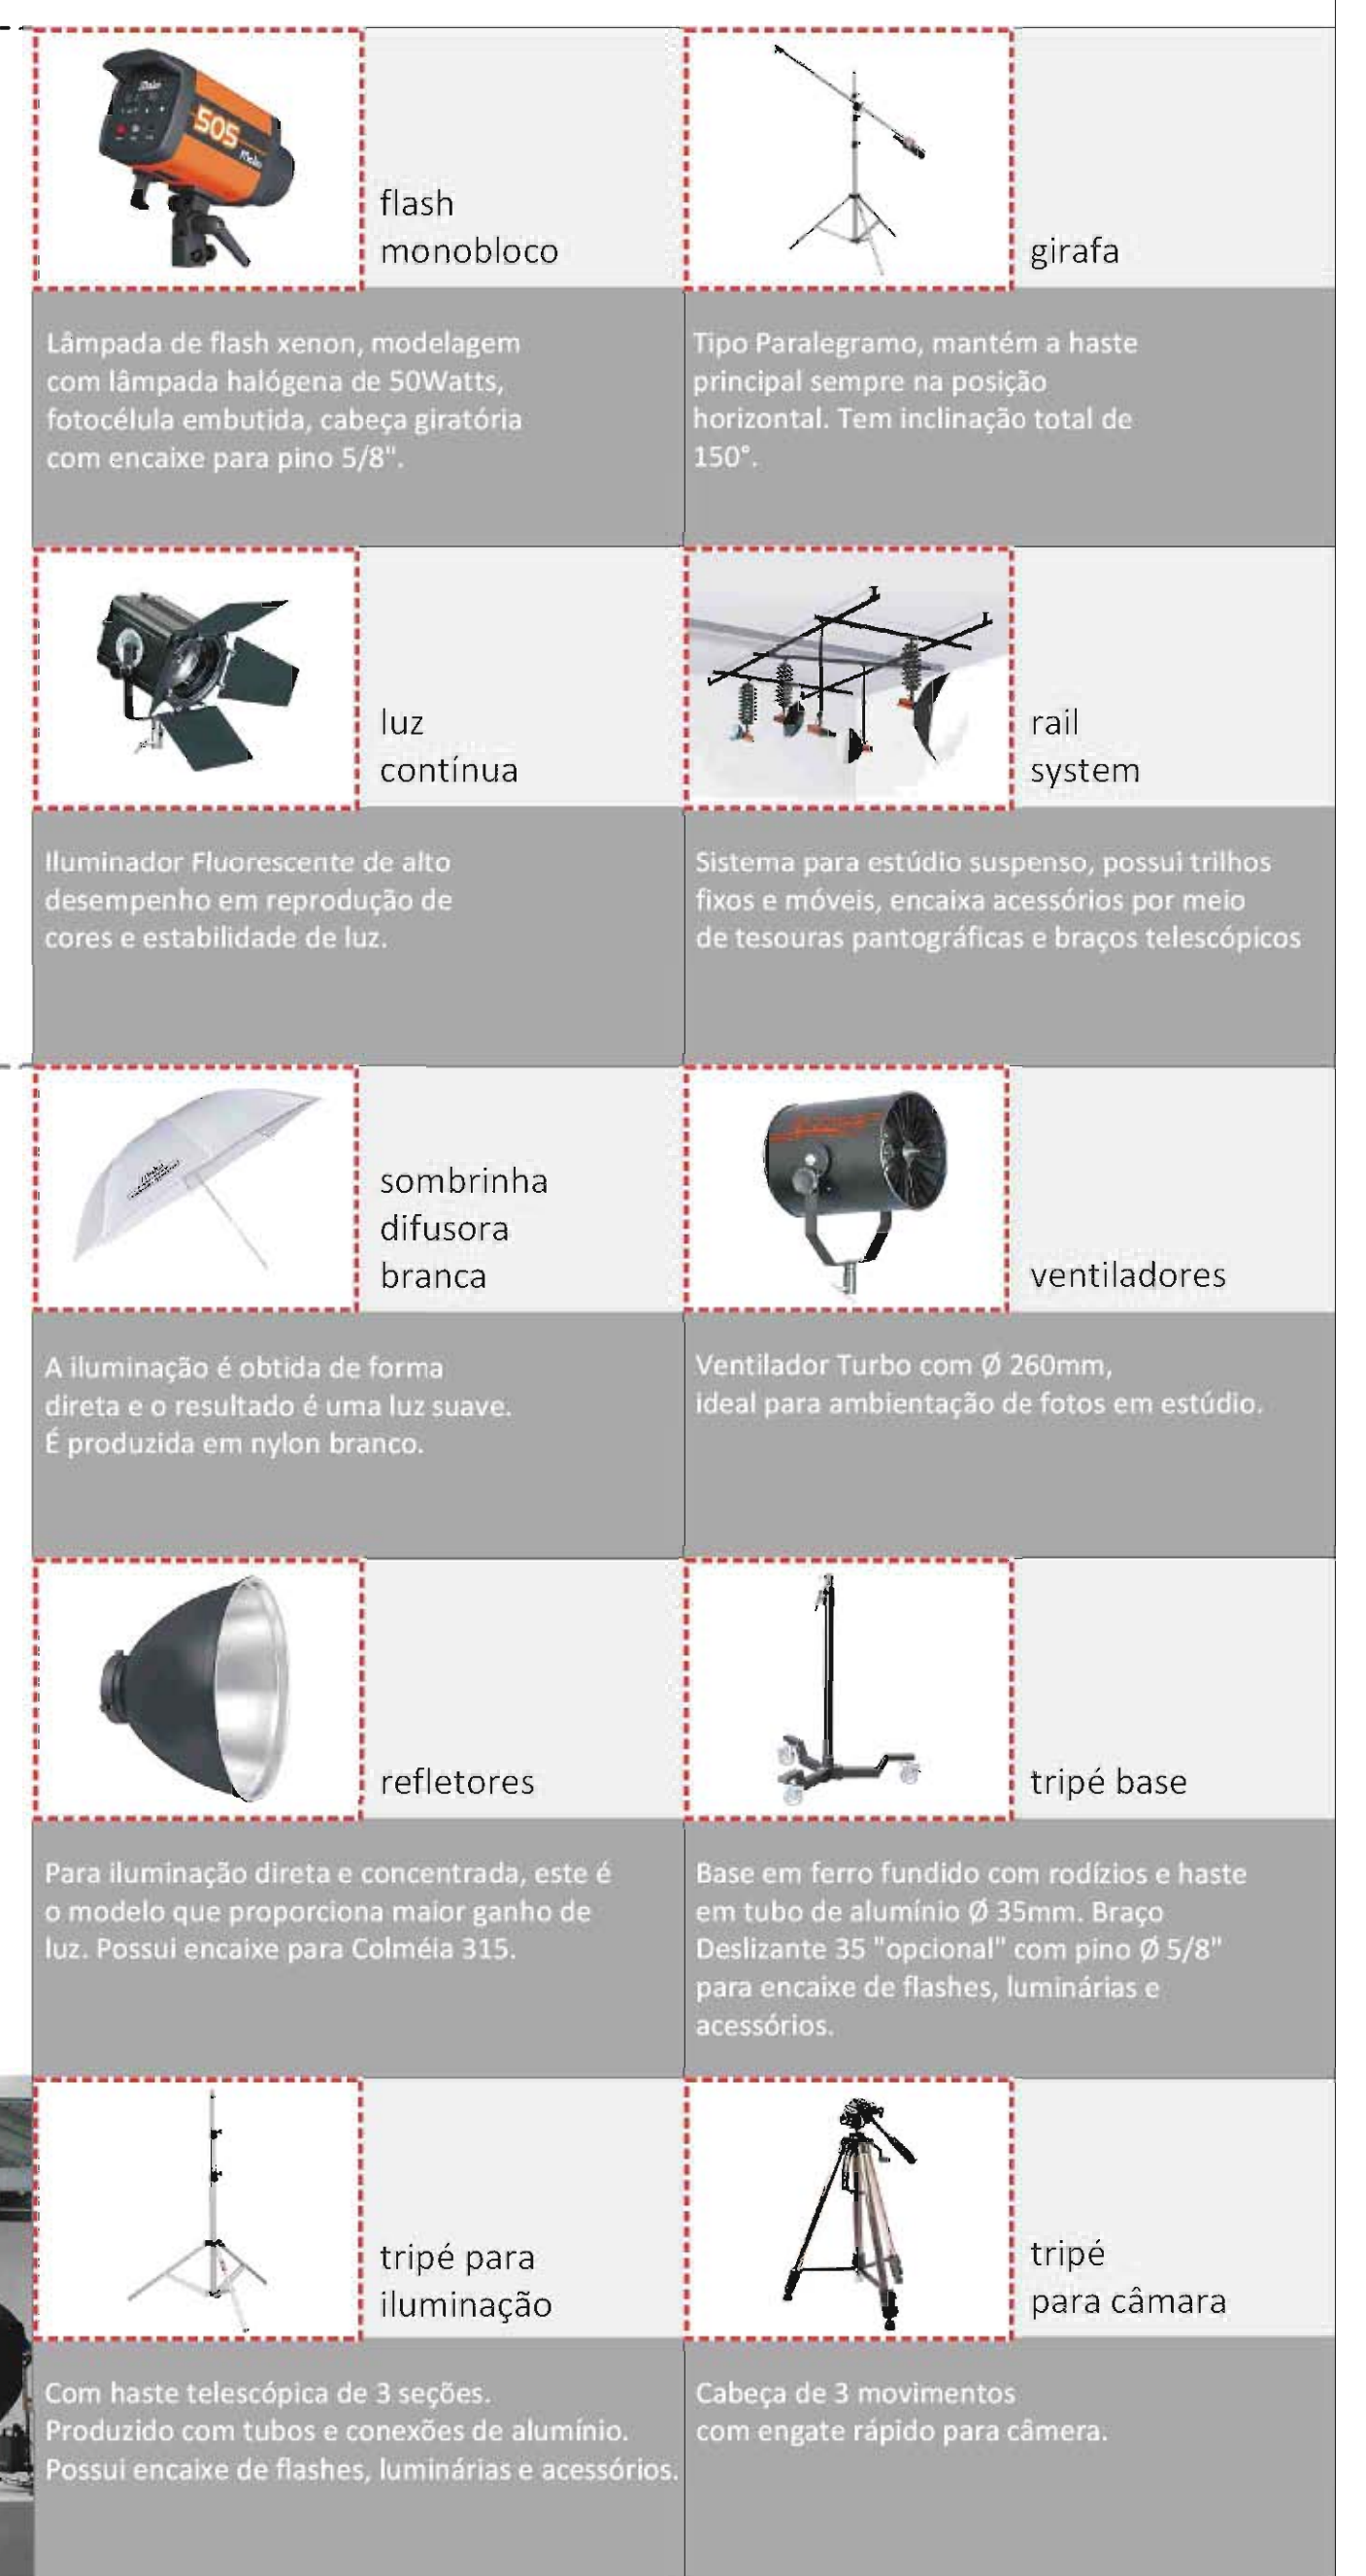 505
Mako
flash
monobloco
girafa
Lâmpada de flash xenon, modelagem
com lâmpada halógena de 50Watts,
fotocélula embutida, cabeça giratória
com encaixe para pino 5/8".
Tipo Paralegramo, mantém a haste
principal sempre na posição
horizontal. Tem inclinação total de
150°.
luz
contínua
rail
system
Iluminador Fluorescente de alto
desempenho em reprodução de
cores e estabilidade de luz.
Sistema para estúdio suspenso, possui trilhos
fixos e móveis, encaixa acessórios por meio
de tesouras pantográficas e braços telescópicos
sombrinha
difusora
branca
ventiladores
A iluminação é obtida de forma
direta e o resultado é uma luz suave.
É produzida em nylon branco.
Ventilador Turbo com Ø 260mm,
ideal para ambientação de fotos em estúdio.
refletores
tripé base
Para iluminação direta e concentrada, este é
o modelo que proporciona maior ganho de
luz. Possui encaixe para Colméia 315.
Base em ferro fundido com rodízios e haste
em tubo de alumínio Ø 35mm. Braço
Deslizante 35 "opcional" com pino Ø 5/8"
para encaixe de flashes, luminárias e
acessórios.
tripé para
iluminação
tripé
para câmara
Com haste telescópica de 3 seções.
Produzido com tubos e conexões de alumínio.
Possui encaixe de flashes, luminárias e acessórios.
Cabeça de 3 movimentos
com engate rápido para câmera.